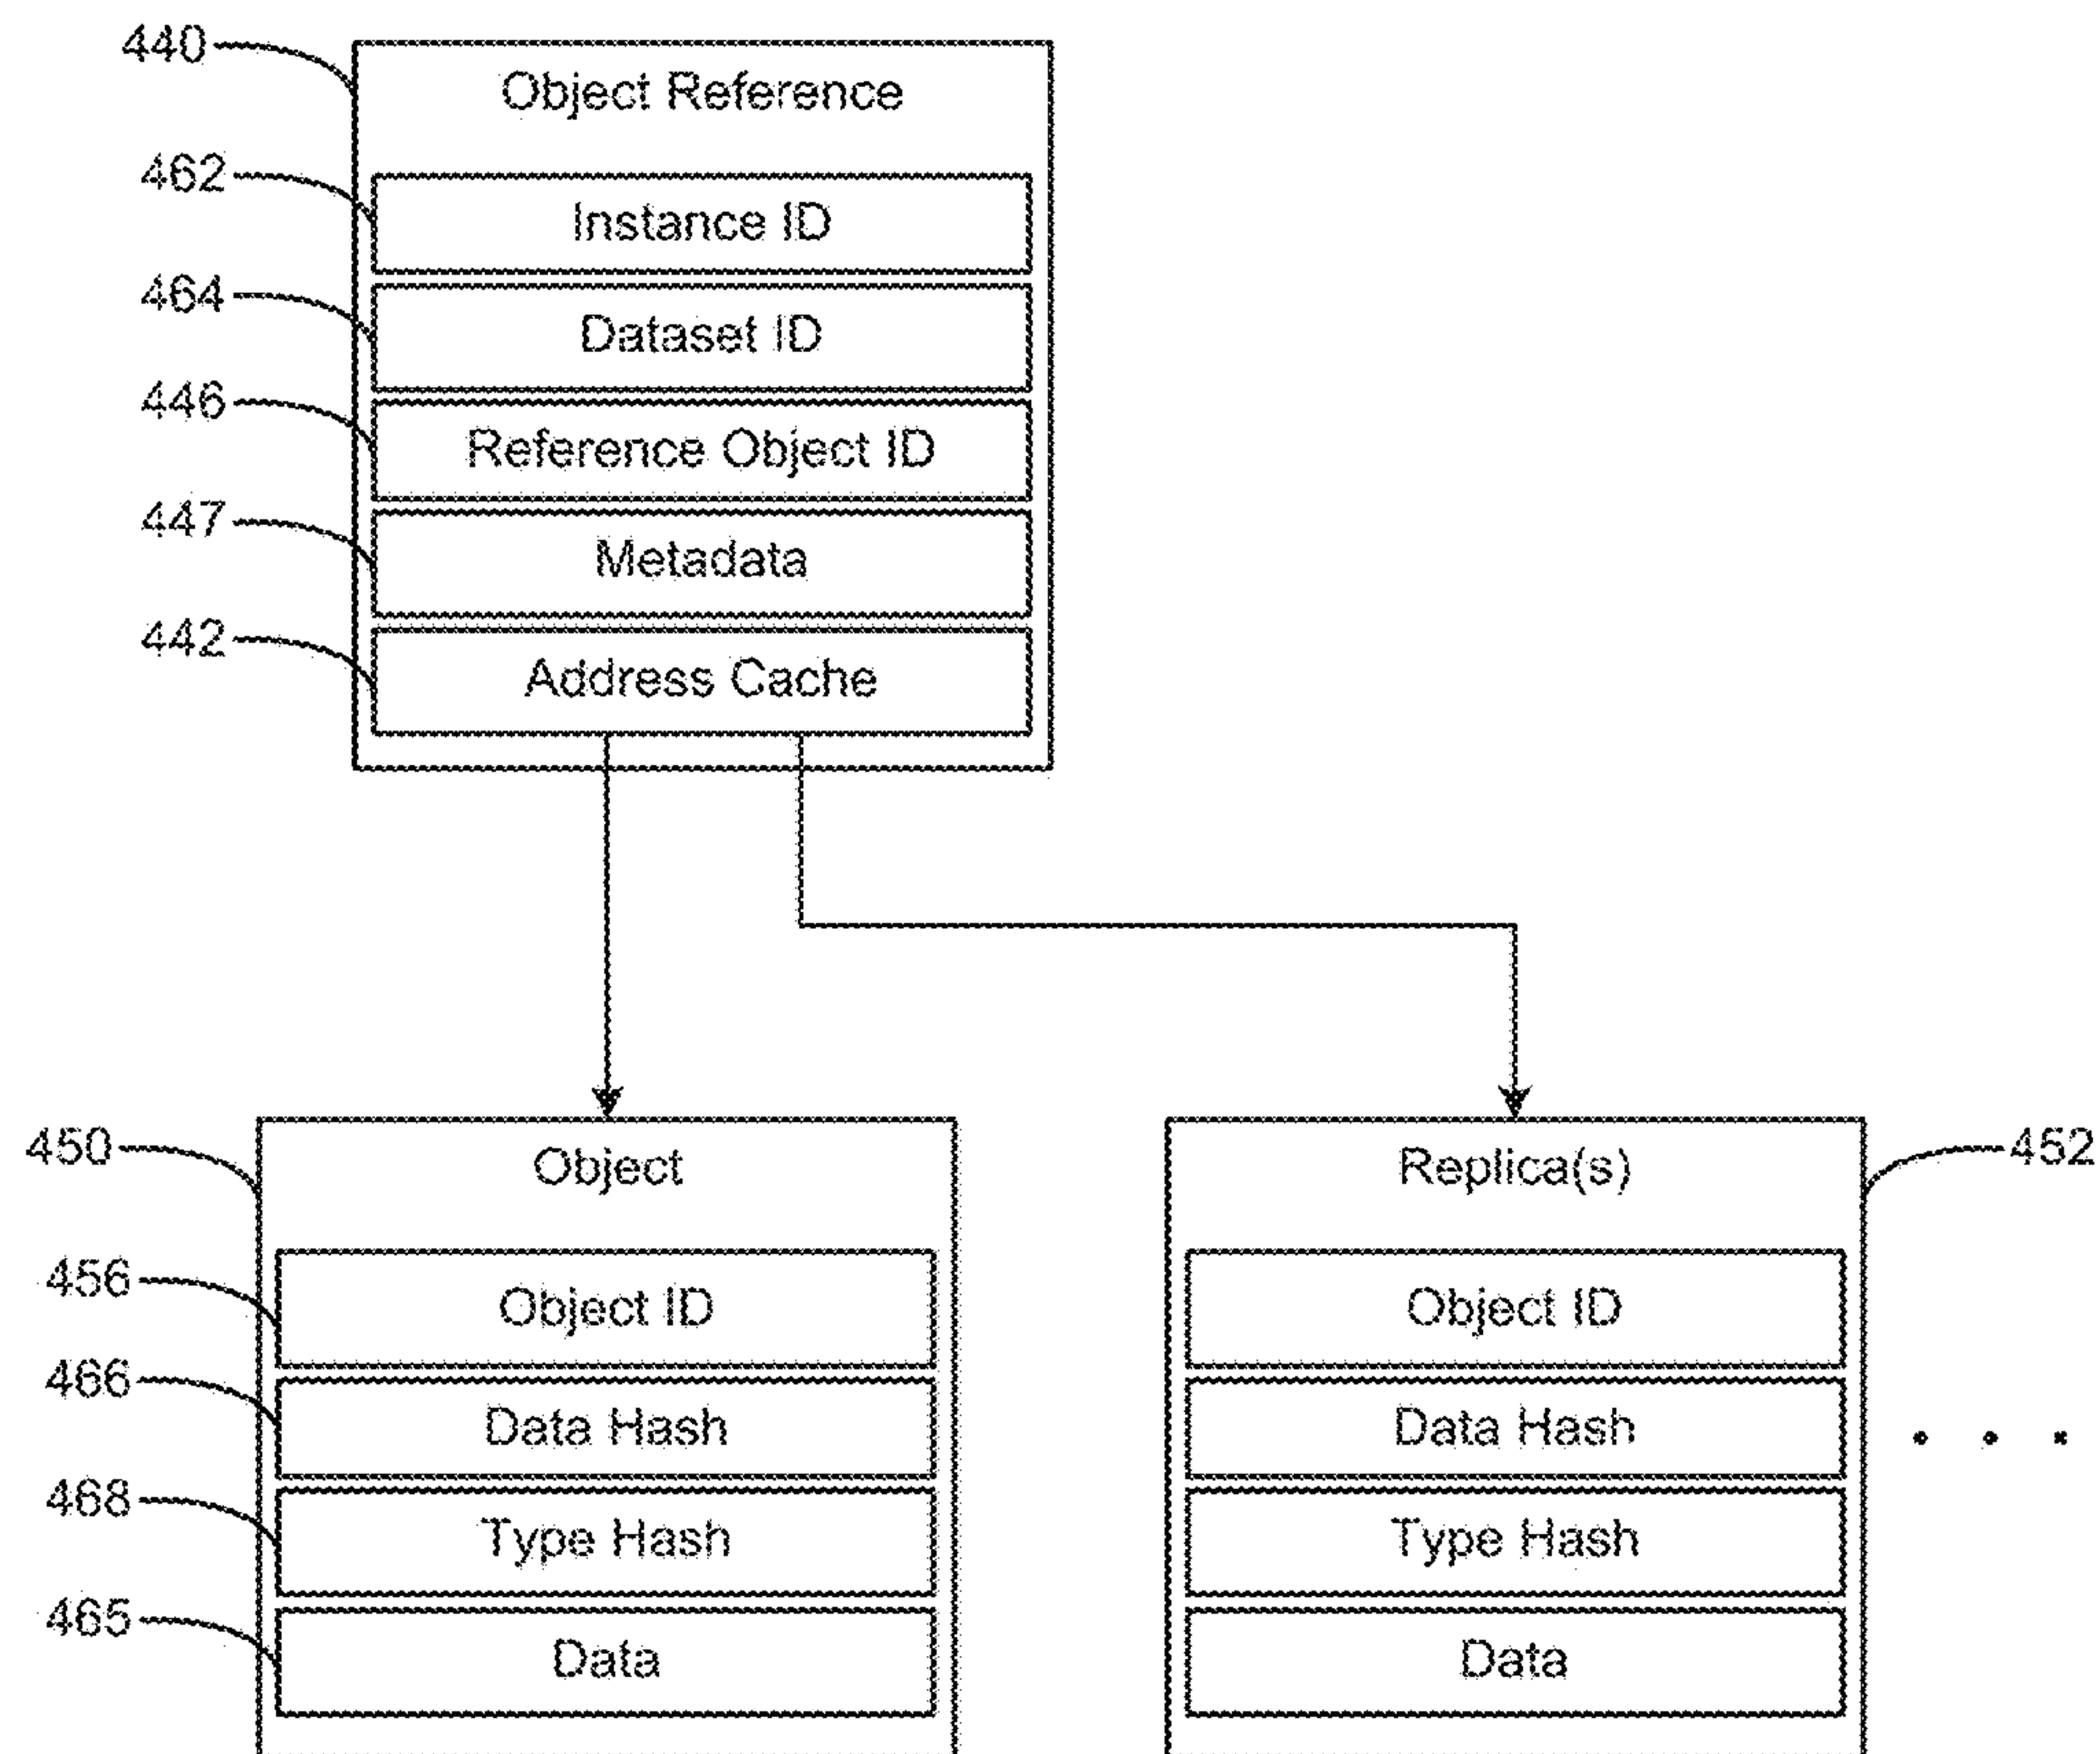 440
Object Reference
462
Instance ID
464
Dataset ID
446
Reference Object ID
447
Metadata
442
Address Cache
450
Object
456
Object ID
466
Data Hash
468
Type Hash
465
Data
Replica(s)
452
Object ID
Data Hash
Type Hash
Data
. . .